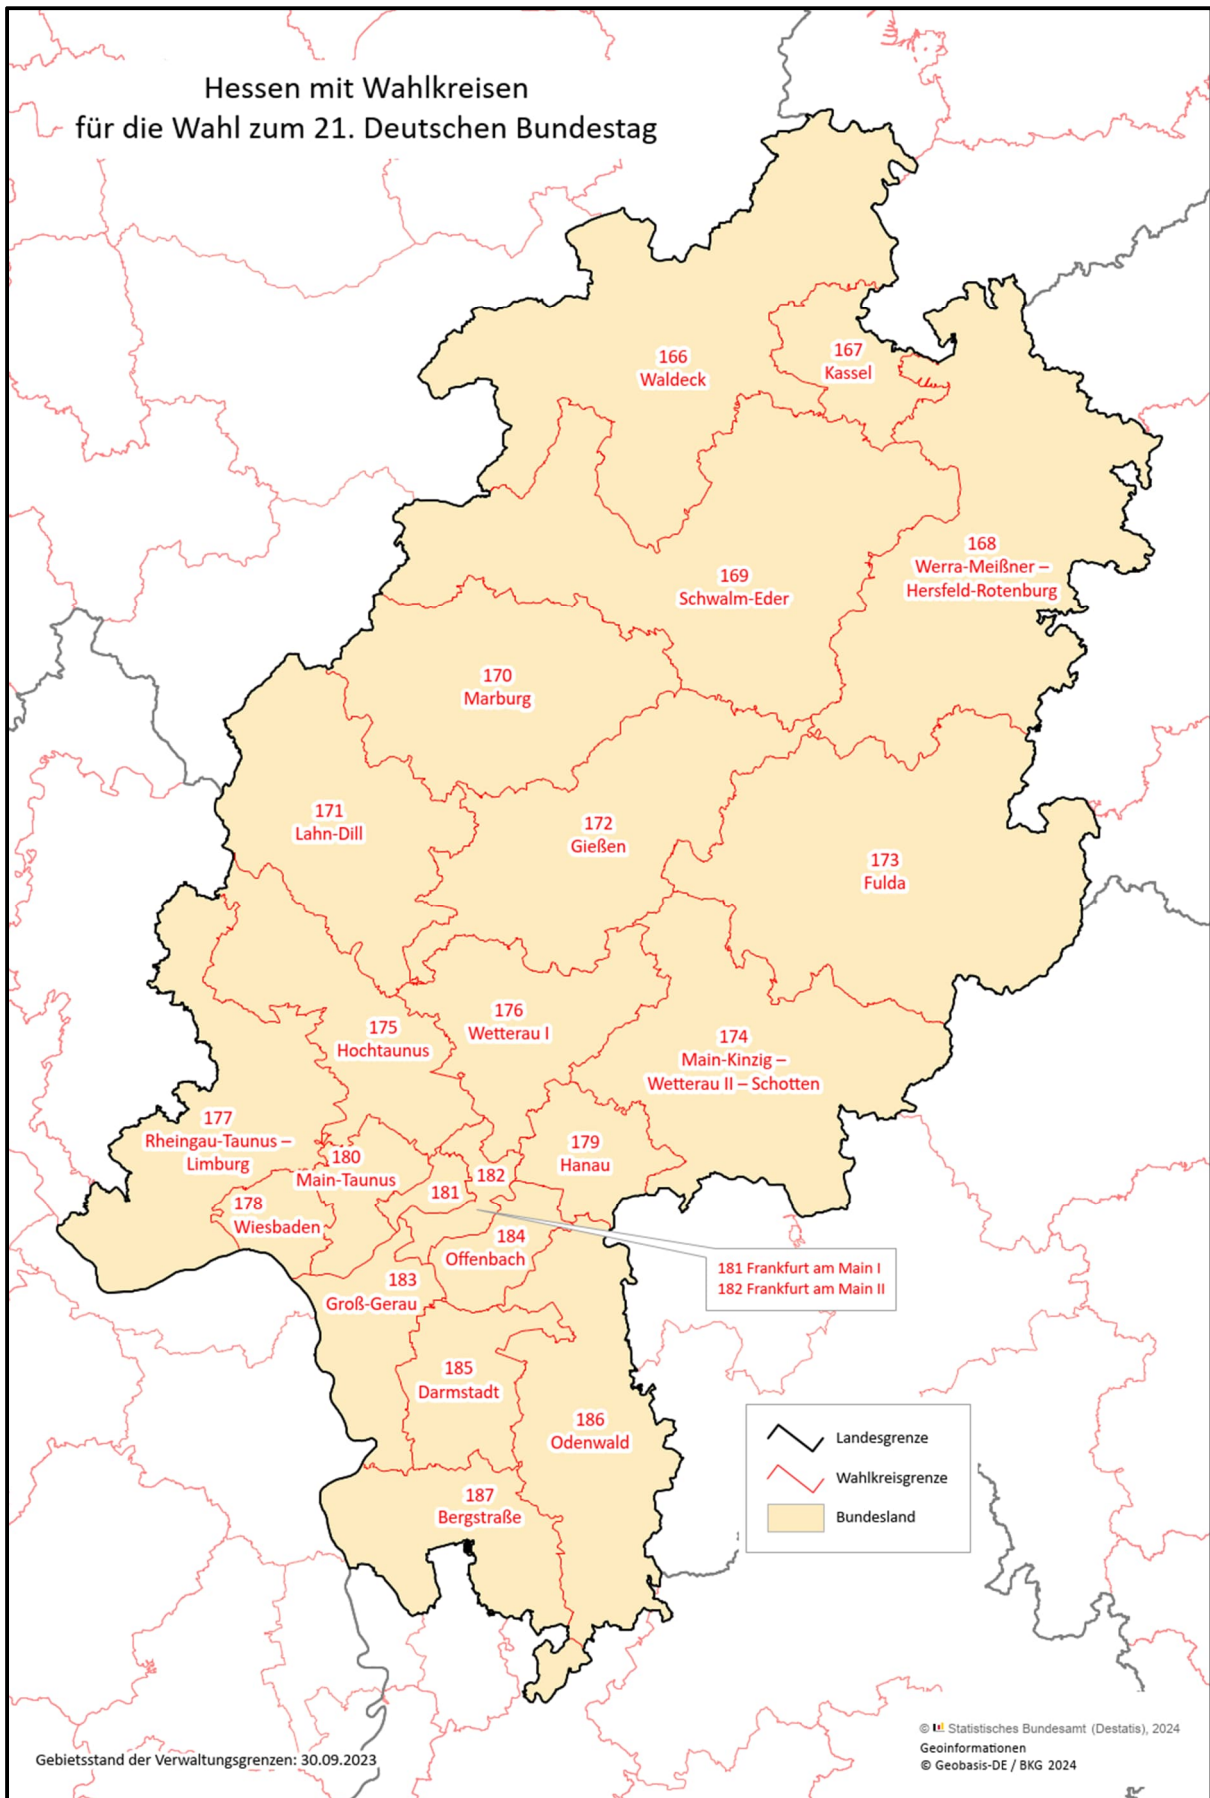 Hessen mit Wahlkreisen
für die Wahl zum 21. Deutschen Bundestag
166
Waldeck
167
Kassel
168
Werra-Meißner –
Hersfeld-Rotenburg
169
Schwalm-Eder
170
Marburg
171
Lahn-Dill
172
Gießen
173
Fulda
176
Wetterau I
175
Hochtaunus
174
Main-Kinzig –
Wetterau II – Schotten
177
Rheingau-Taunus –
Limburg
180
Main-Taunus
179
Hanau
178
Wiesbaden
181
182
184
Offenbach
183
Groß-Gerau
181 Frankfurt am Main I
182 Frankfurt am Main II
185
Darmstadt
186
Odenwald
187
Bergstraße
Landesgrenze
Wahlkreisgrenze
Bundesland
Gebietsstand der Verwaltungsgrenzen: 30.09.2023
© Statistisches Bundesamt (Destatis), 2024
Geoinformationen
© Geobasis-DE / BKG 2024